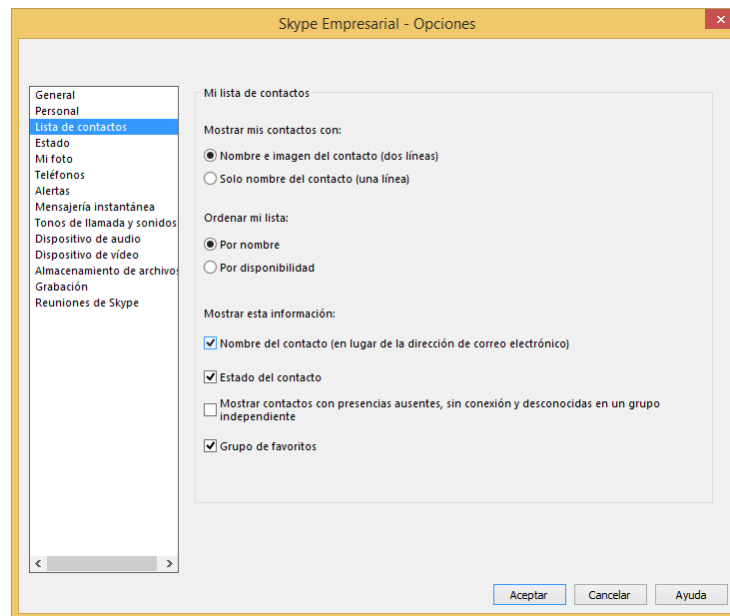 Skype Empresarial - Opciones
General
Personal
Lista de contactos
Estado
Mi foto
Teléfonos
Alertas
Mensajería instantánea
Tonos de llamada y sonidos
Dispositivo de audio
Dispositivo de vídeo
Almacenamiento de archivos
Grabación
Reuniones de Skype
Mi lista de contactos
Mostrar mis contactos con:
Nombre e imagen del contacto (dos líneas)
Solo nombre del contacto (una línea)
Ordenar mi lista:
Por nombre
Por disponibilidad
Mostrar esta información:
Nombre del contacto (en lugar de la dirección de correo electrónico)
Estado del contacto
Mostrar contactos con presencias ausentes, sin conexión y desconocidas en un grupo
independiente
Grupo de favoritos
Aceptar
Cancelar
Ayuda